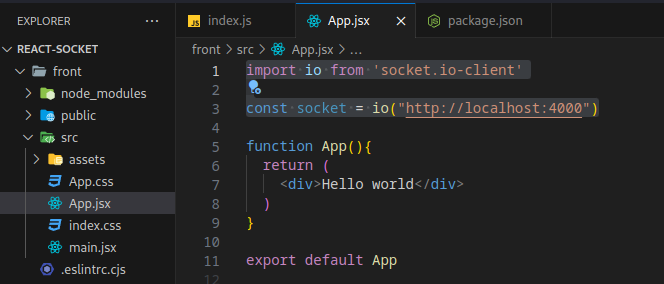 EXPLORER
···
REACT-SOCKET
front
node_modules
public
src
assets
App.css
App.jsx
index.css
main.jsx
.eslintrc.cjs
JS index.js
App.jsx ×
package.json
front > src > App.jsx > ...
1 import io from 'socket.io-client'
2
3 const socket = io("http://localhost:4000")
4
5 function App(){
6 return (
7 <div>Hello world</div>
8 )
9 }
10
11 export default App
12